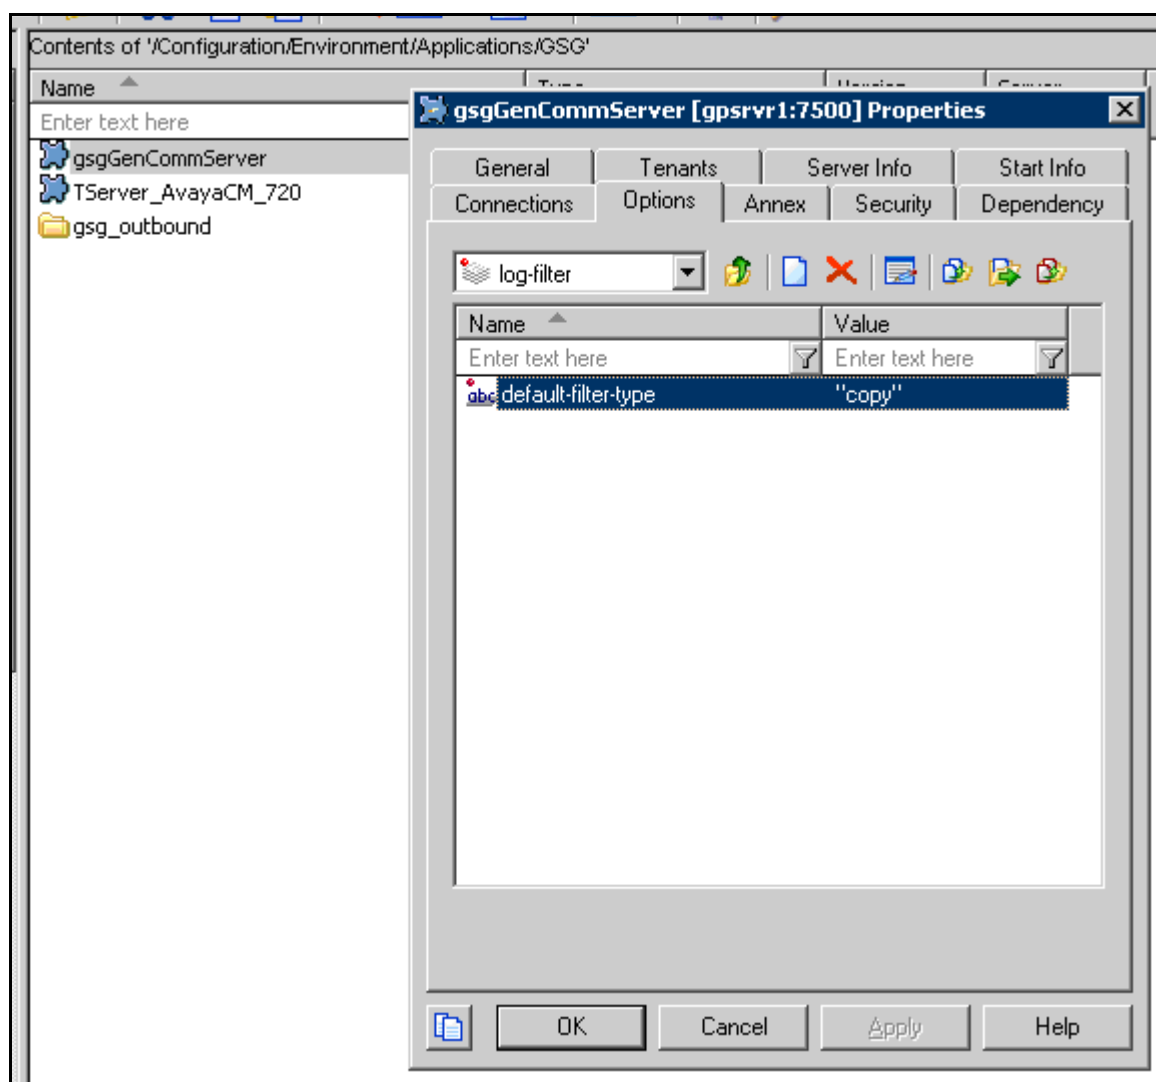 Contents of '/Configuration/Environment/Applications/GSG'
Name
Enter text here
gsgGenCommServer
TServer_AvayaCM_720
gsg_outbound
gsgGenCommServer [gpsrvr1:7500] Properties
General Tenants Server Info Start Info
Connections Options Annex Security Dependency
log-filter
Name Value
Enter text here Enter text here
abc default-filter-type "copy"
OK Cancel Apply Help